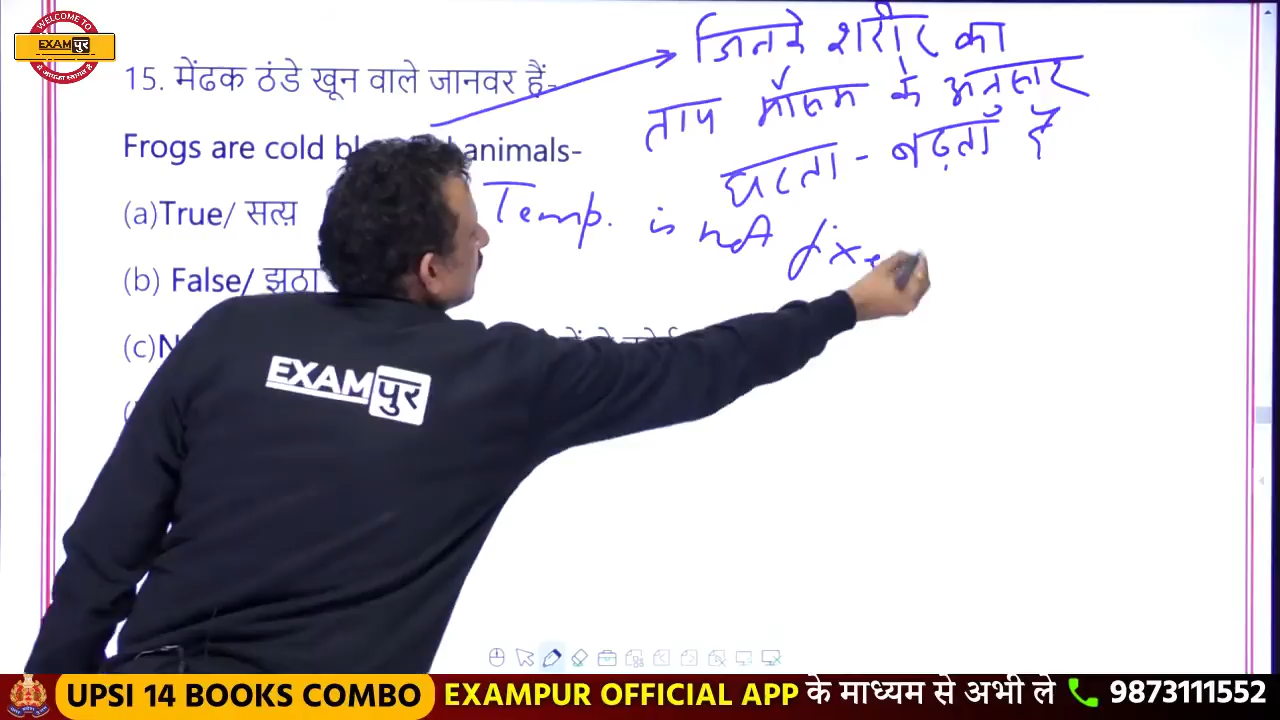 WELCOME TO
EXAMपुर
15. मेंढक ठंडे खून वाले जानवर हैं-
Frogs are cold bl d animals-
(a)True/ सत्य़
(b) False/ झूठा
(c)N
जिनके शरीर का
ताप मौसम के अनुसार
घटता - बढ़ता है
Temp. is not fixe
EXAMपुर
UPSI 14 BOOKS COMBO
EXAMPUR OFFICIAL APP के माध्यम से अभी ले
9873111552